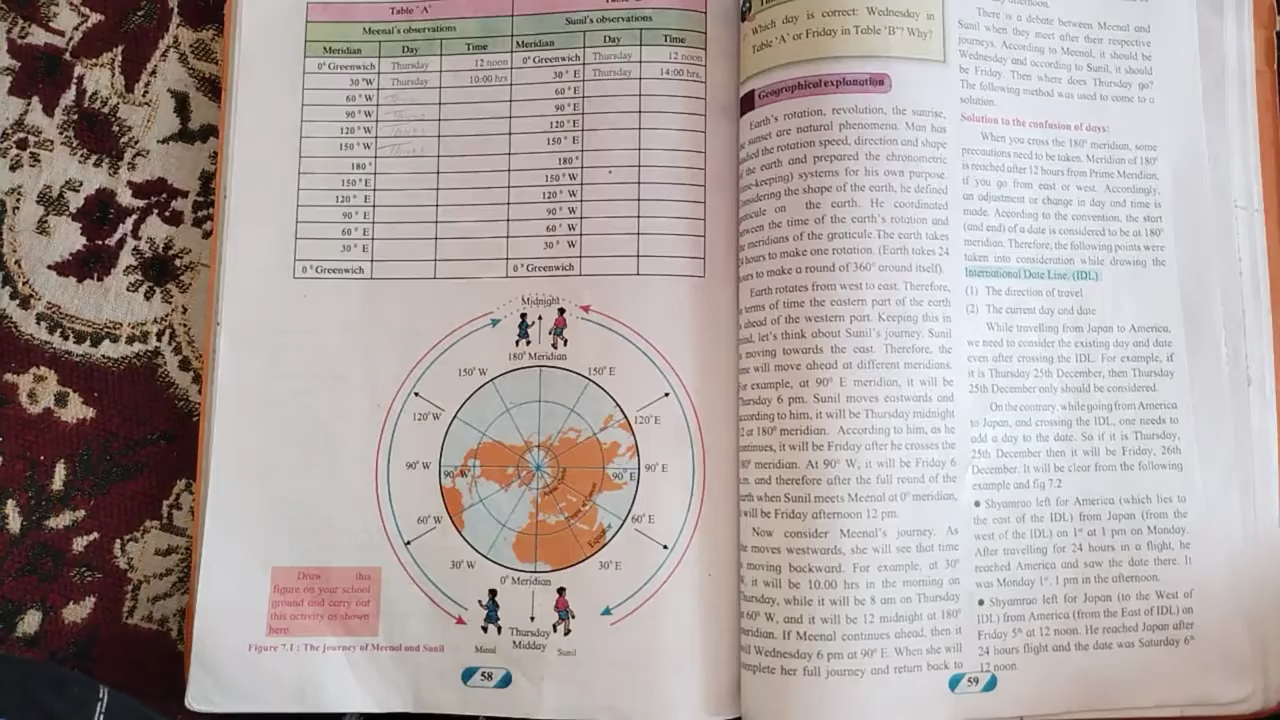 Table 'A'
Meenal's observations
Sunil's observations
Meridian Day Time Meridian Time
0° Greenwich Thursday 12 noon 0° Greenwich Thursday 12 noon
30 °W Thursday 10:00 hrs 30 ° E Thursday 14:00 hrs.
60 ° W 60 ° E
90 ° W 90 ° E
120 ° W 120 ° E
150 ° W 150 ° E
180 ° 180 °
150 ° E 150 ° W
120 ° E 120 ° W
90 ° E 90 ° W
60 ° E 60 ° W
30 ° E 30 ° W
0° Greenwich 0° Greenwich
Midnight
180° Meridian
150° W 150° E
120° W 120° E
90° W 90° W 90° E 90° E
60° W 60° E
Equator
30° W 30° E
0° Meridian
Thursday
Midday
Minal Sunil
Draw this
figure on your school
ground and carry out
this activity as shown
here.
Figure 7.1 : The journey of Meenal and Sunil
58
Which day is correct: Wednesday in
Table 'A' or Friday in Table 'B'? Why?
Geographical explanation
Earth's rotation, revolution, the sunrise,
sunset are natural phenomena. Man has
the rotation speed, direction and shape
the earth and prepared the chronometric
systems for his own purpose.
the shape of the earth, he defined
on the earth. He coordinated
the time of the earth's rotation and
meridians of the graticule.The earth takes
hours to make one rotation. (Earth takes 24
to make a round of 360° around itself).
Earth rotates from west to east. Therefore,
terms of time the eastern part of the earth
ahead of the western part. Keeping this in
let's think about Sunil's journey. Sunil
moving towards the east. Therefore, the
will move ahead at different meridians.
example, at 90° E meridian, it will be
6 pm. Sunil moves eastwards and
to him, it will be Thursday midnight
at 180° meridian. According to him, as he
it will be Friday after he crosses the
meridian. At 90° W, it will be Friday 6
and therefore after the full round of the
when Sunil meets Meenal at 0° meridian,
will be Friday afternoon 12 pm.
Now consider Meenal's journey. As
moves westwards, she will see that time
moving backward. For example, at 30°
it will be 10.00 hrs in the morning on
while it will be 8 am on Thursday
60° W, and it will be 12 midnight at 180°
If Meenal continues ahead, then it
Wednesday 6 pm at 90° E. When she will
her full journey and return back to
There is a debate between Meenal and
Sunil when they meet after their respective
journeys. According to Meenal, it should be
Wednesday and according to Sunil, it should
be Friday. Then where does Thursday go?
The following method was used to come to a
solution.
Solution to the confusion of days:
When you cross the 180° meridian, some
precautions need to be taken. Meridian of 180°
is reached after 12 hours from Prime Meridian,
if you go from east or west. Accordingly,
an adjustment or change in day and time is
made. According to the convention, the start
(and end) of a date is considered to be at 180°
meridian. Therefore, the following points were
taken into consideration while drawing the
International Date Line. (IDL)
(1) The direction of travel
(2) The current day and date
While travelling from Japan to America,
we need to consider the existing day and date
even after crossing the IDL. For example, if
it is Thursday 25th December, then Thursday
25th December only should be considered.
On the contrary, while going from America
to Japan, and crossing the IDL, one needs to
add a day to the date. So if it is Thursday,
25th December then it will be Friday, 26th
December. It will be clear from the following
example and fig 7.2
● Shyamrao left for America (which lies to
the east of the IDL) from Japan (from the
west of the IDL) on 1st at 1 pm on Monday.
After travelling for 24 hours in a flight, he
reached America and saw the date there. It
was Monday 1st, 1 pm in the afternoon.
● Shyamrao left for Japan (to the West of
IDL) from America (from the East of IDL) on
Friday 5th at 12 noon. He reached Japan after
24 hours flight and the date was Saturday 6th
12 noon.
59